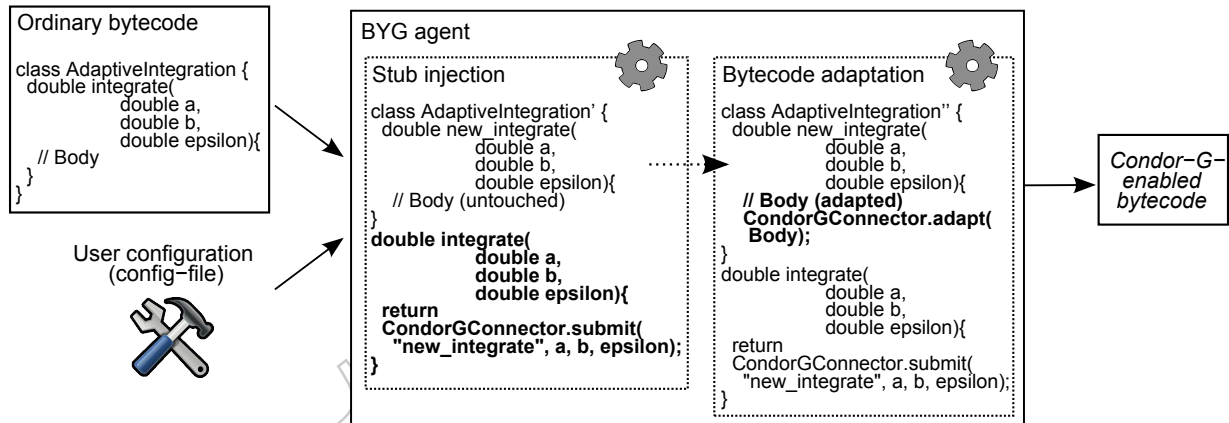 Ordinary bytecode
class AdaptiveIntegration {
double integrate(
double a,
double b,
double epsilon){
// Body
}
}
User configuration
(config−file)
BYG agent
Stub injection
class AdaptiveIntegration' {
double new_integrate(
double a,
double b,
double epsilon){
// Body (untouched)
}
double integrate(
double a,
double b,
double epsilon){
return
CondorGConnector.submit(
"new_integrate", a, b, epsilon);
}
Bytecode adaptation
class AdaptiveIntegration'' {
double new_integrate(
double a,
double b,
double epsilon){
// Body (adapted)
CondorGConnector.adapt(
Body);
}
double integrate(
double a,
double b,
double epsilon){
return
CondorGConnector.submit(
"new_integrate", a, b, epsilon);
}
Condor−G−
enabled
bytecode